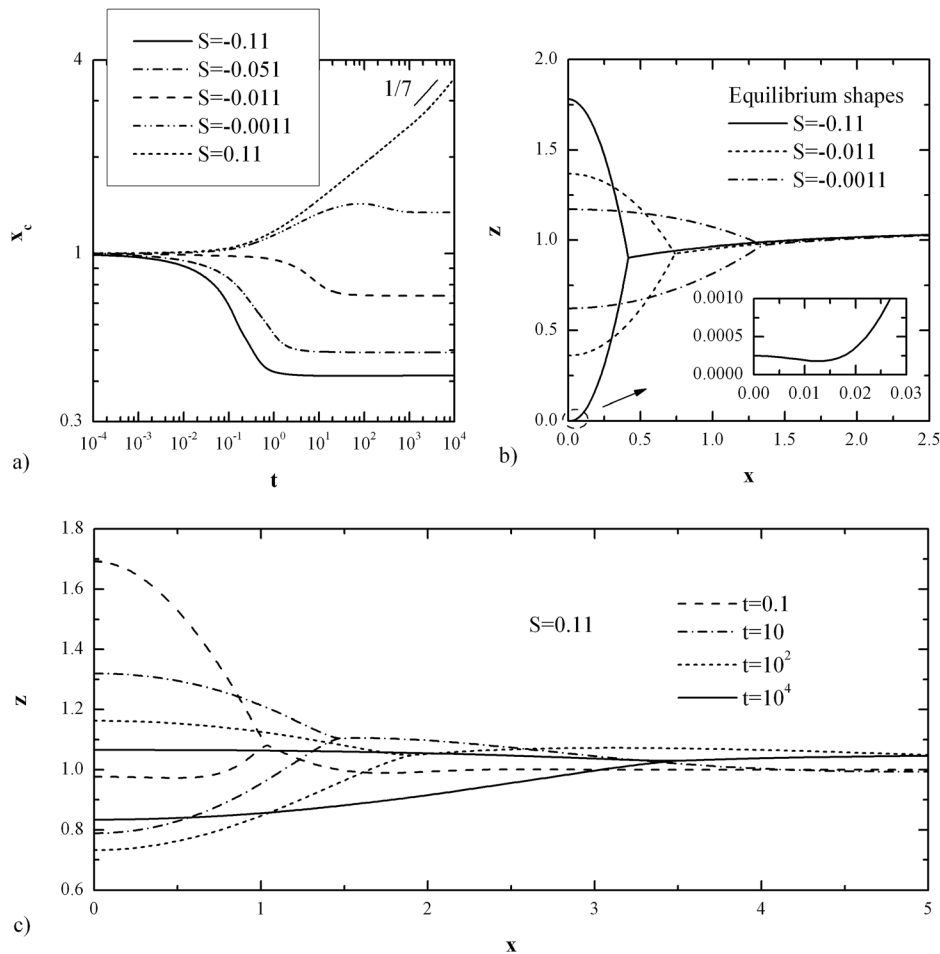 S=-0.11
S=-0.051
S=-0.011
S=-0.0011
S=0.11
1/7
4
1
0.3
x_c
10^-4 10^-3 10^-2 10^-1 10^0 10^1 10^2 10^3 10^4
t
a)
Equilibrium shapes
S=-0.11
S=-0.011
S=-0.0011
2.0
1.5
1.0
0.5
0.0
z
0.0010
0.0005
0.0000
0.00 0.01 0.02 0.03
0.0 0.5 1.0 1.5 2.0 2.5
x
b)
1.8
1.6
1.4
1.2
1.0
0.8
0.6
z
S=0.11
t=0.1
t=10
t=10^2
t=10^4
0 1 2 3 4 5
x
c)